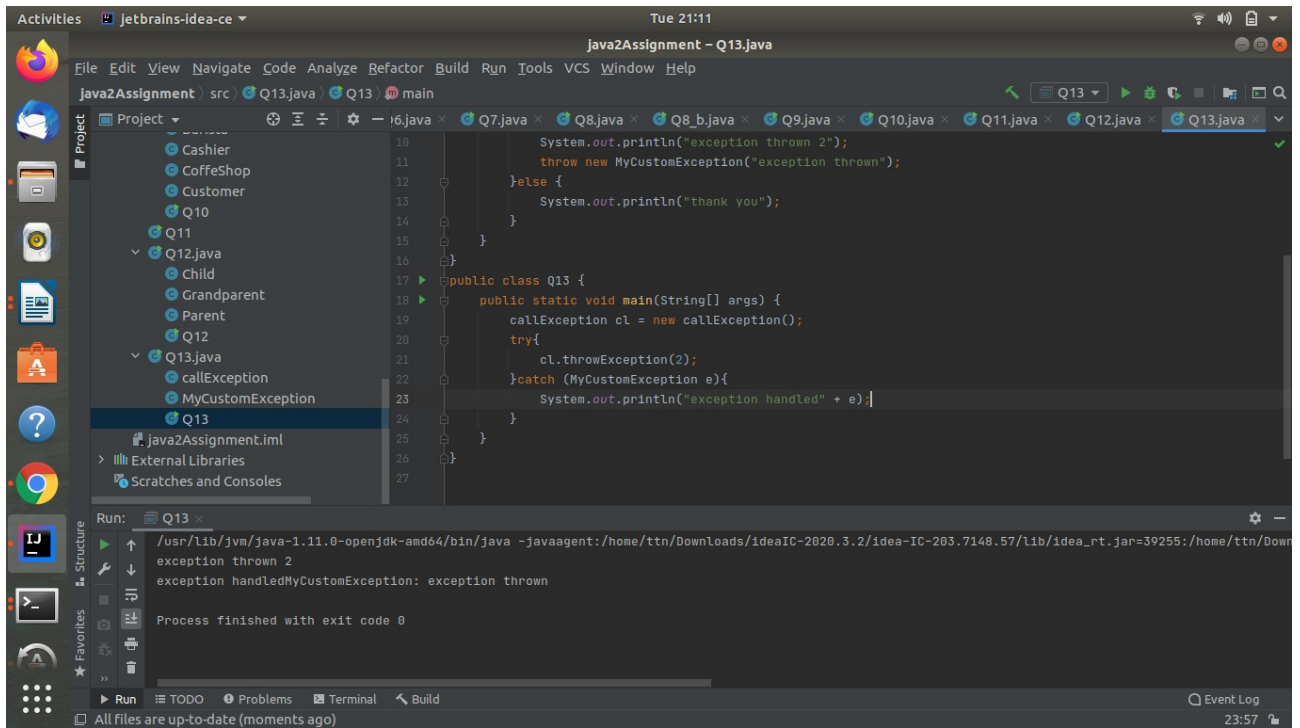 Activities jetbrains-idea-ce Tue 21:11
java2Assignment – Q13.java
File Edit View Navigate Code Analyze Refactor Build Run Tools VCS Window Help
java2Assignment src Q13.java Q13 main Q13
Project Project 6.java Q7.java Q8.java Q8_b.java Q9.java Q10.java Q11.java Q12.java Q13.java
Cashier
CoffeShop
Customer
Q10
Q11
Q12.java
Child
Grandparent
Parent
Q12
Q13.java
callException
MyCustomException
Q13
java2Assignment.iml
External Libraries
Scratches and Consoles
10 System.out.println("exception thrown 2");
11 throw new MyCustomException("exception thrown");
12 }else {
13 System.out.println("thank you");
14 }
15 }
16 }
17 public class Q13 {
18 public static void main(String[] args) {
19 callException cl = new callException();
20 try{
21 cl.throwException(2);
22 }catch (MyCustomException e){
23 System.out.println("exception handled" + e);
24 }
25 }
26 }
27
Run: Q13
/usr/lib/jvm/java-1.11.0-openjdk-amd64/bin/java -javaagent:/home/ttn/Downloads/ideaIC-2020.3.2/idea-IC-203.7148.57/lib/idea_rt.jar=39255:/home/ttn/Down
exception thrown 2
exception handledMyCustomException: exception thrown
Process finished with exit code 0
Structure
Favorites
Run TODO Problems Terminal Build Event Log
All files are up-to-date (moments ago) 23:57